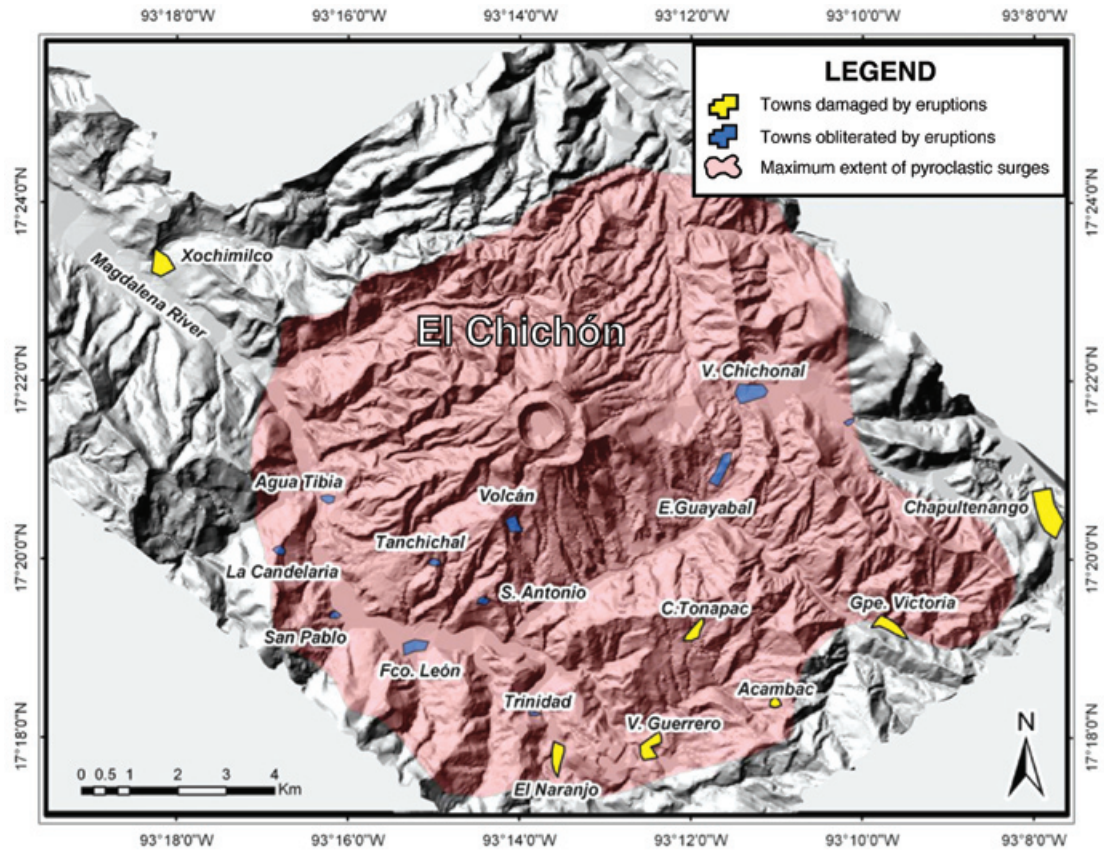 93°18'0"W 93°16'0"W 93°14'0"W 93°12'0"W 93°10'0"W 93°8'0"W
LEGEND
Towns damaged by eruptions
Towns obliterated by eruptions
Maximum extent of pyroclastic surges
17°24'0"N
17°24'0"N
Xochimilco
Magdalena River
El Chichón
V. Chichonal
17°22'0"N
17°22'0"N
Agua Tibia
Volcán
E.Guayabal
Chapultenango
Tanchichal
17°20'0"N
17°20'0"N
La Candelaria
S. Antonio
C.Tonapac
Gpe. Victoria
San Pablo
Fco. León
Trinidad
Acambac
V. Guerrero
17°18'0"N
17°18'0"N
El Naranjo
N
0 0.5 1 2 3 4
Km
93°18'0"W 93°16'0"W 93°14'0"W 93°12'0"W 93°10'0"W 93°8'0"W